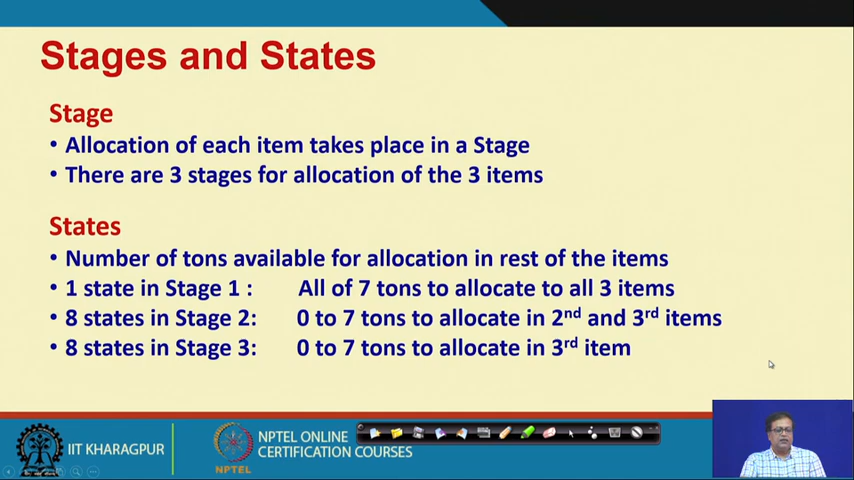 Stages and States
Stage
• Allocation of each item takes place in a Stage
• There are 3 stages for allocation of the 3 items
States
• Number of tons available for allocation in rest of the items
• 1 state in Stage 1 : All of 7 tons to allocate to all 3 items
• 8 states in Stage 2: 0 to 7 tons to allocate in 2nd and 3rd items
• 8 states in Stage 3: 0 to 7 tons to allocate in 3rd item
IIT KHARAGPUR
NPTEL
NPTEL ONLINE
CERTIFICATION COURSES